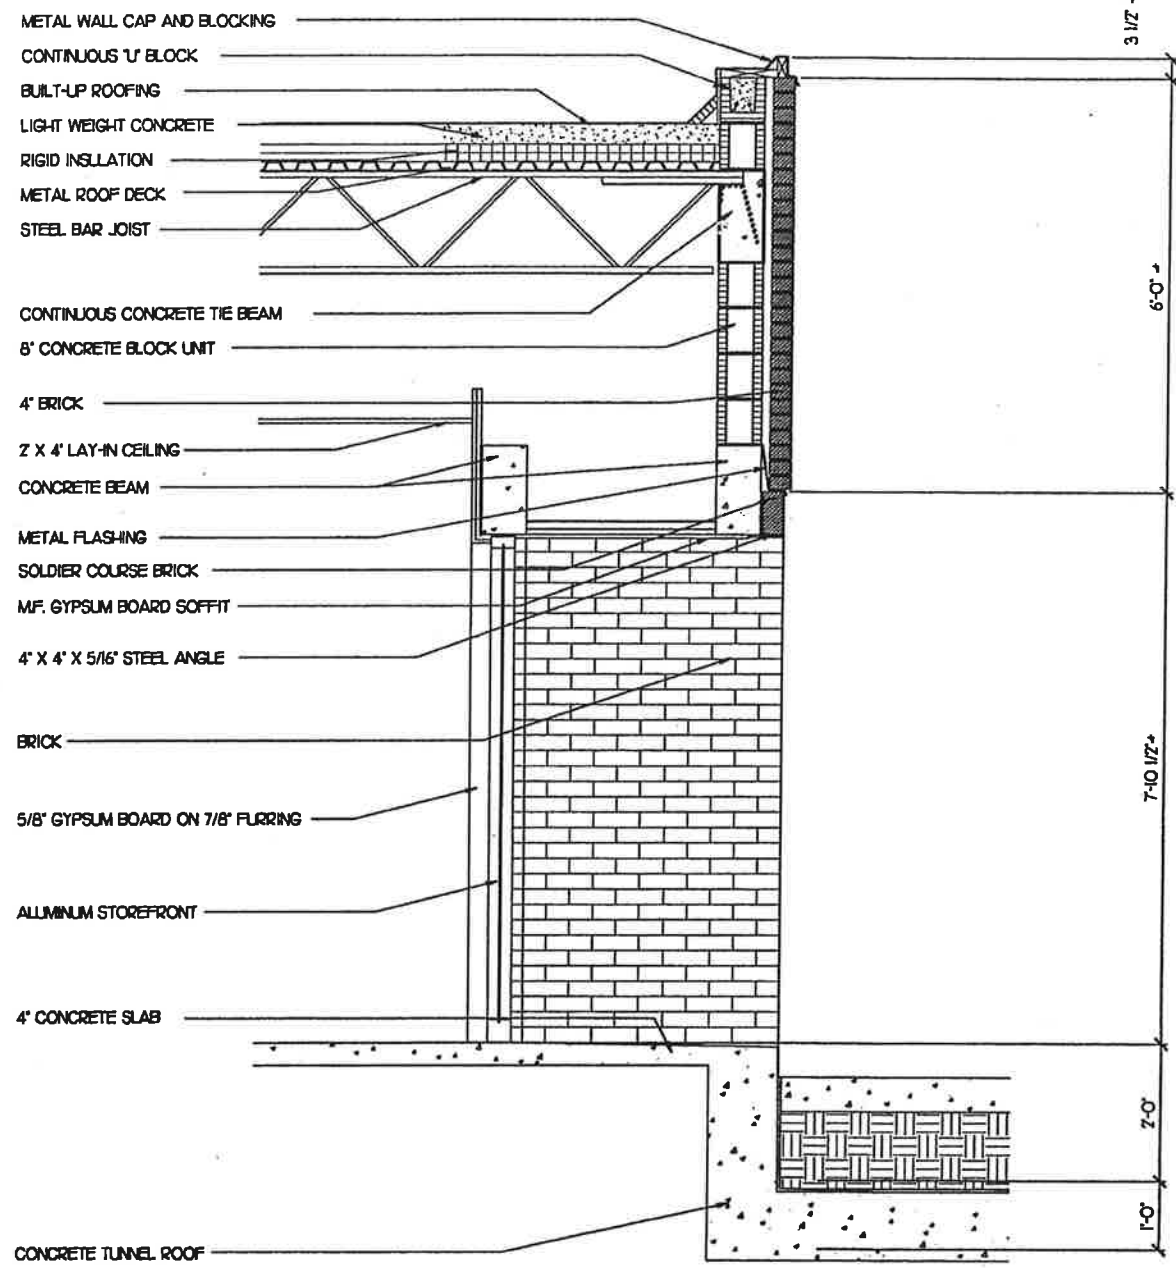 METAL WALL CAP AND BLOCKING
CONTINUOUS 'U' BLOCK
BUILT-UP ROOFING
LIGHT WEIGHT CONCRETE
RIGID INSULATION
METAL ROOF DECK
STEEL BAR JOIST
CONTINUOUS CONCRETE TIE BEAM
8" CONCRETE BLOCK UNIT
4" BRICK
2' X 4' LAY-IN CEILING
CONCRETE BEAM
METAL FLASHING
SOLDIER COURSE BRICK
M.F. GYPSUM BOARD SOFFIT
4" X 4" X 5/16" STEEL ANGLE
BRICK
5/8" GYPSUM BOARD ON 7/8" FURRING
ALUMINUM STOREFRONT
4" CONCRETE SLAB
CONCRETE TUNNEL ROOF
3 1/2"
6'-0" +
7'-10 1/2"+
2'-0"
1'-0"